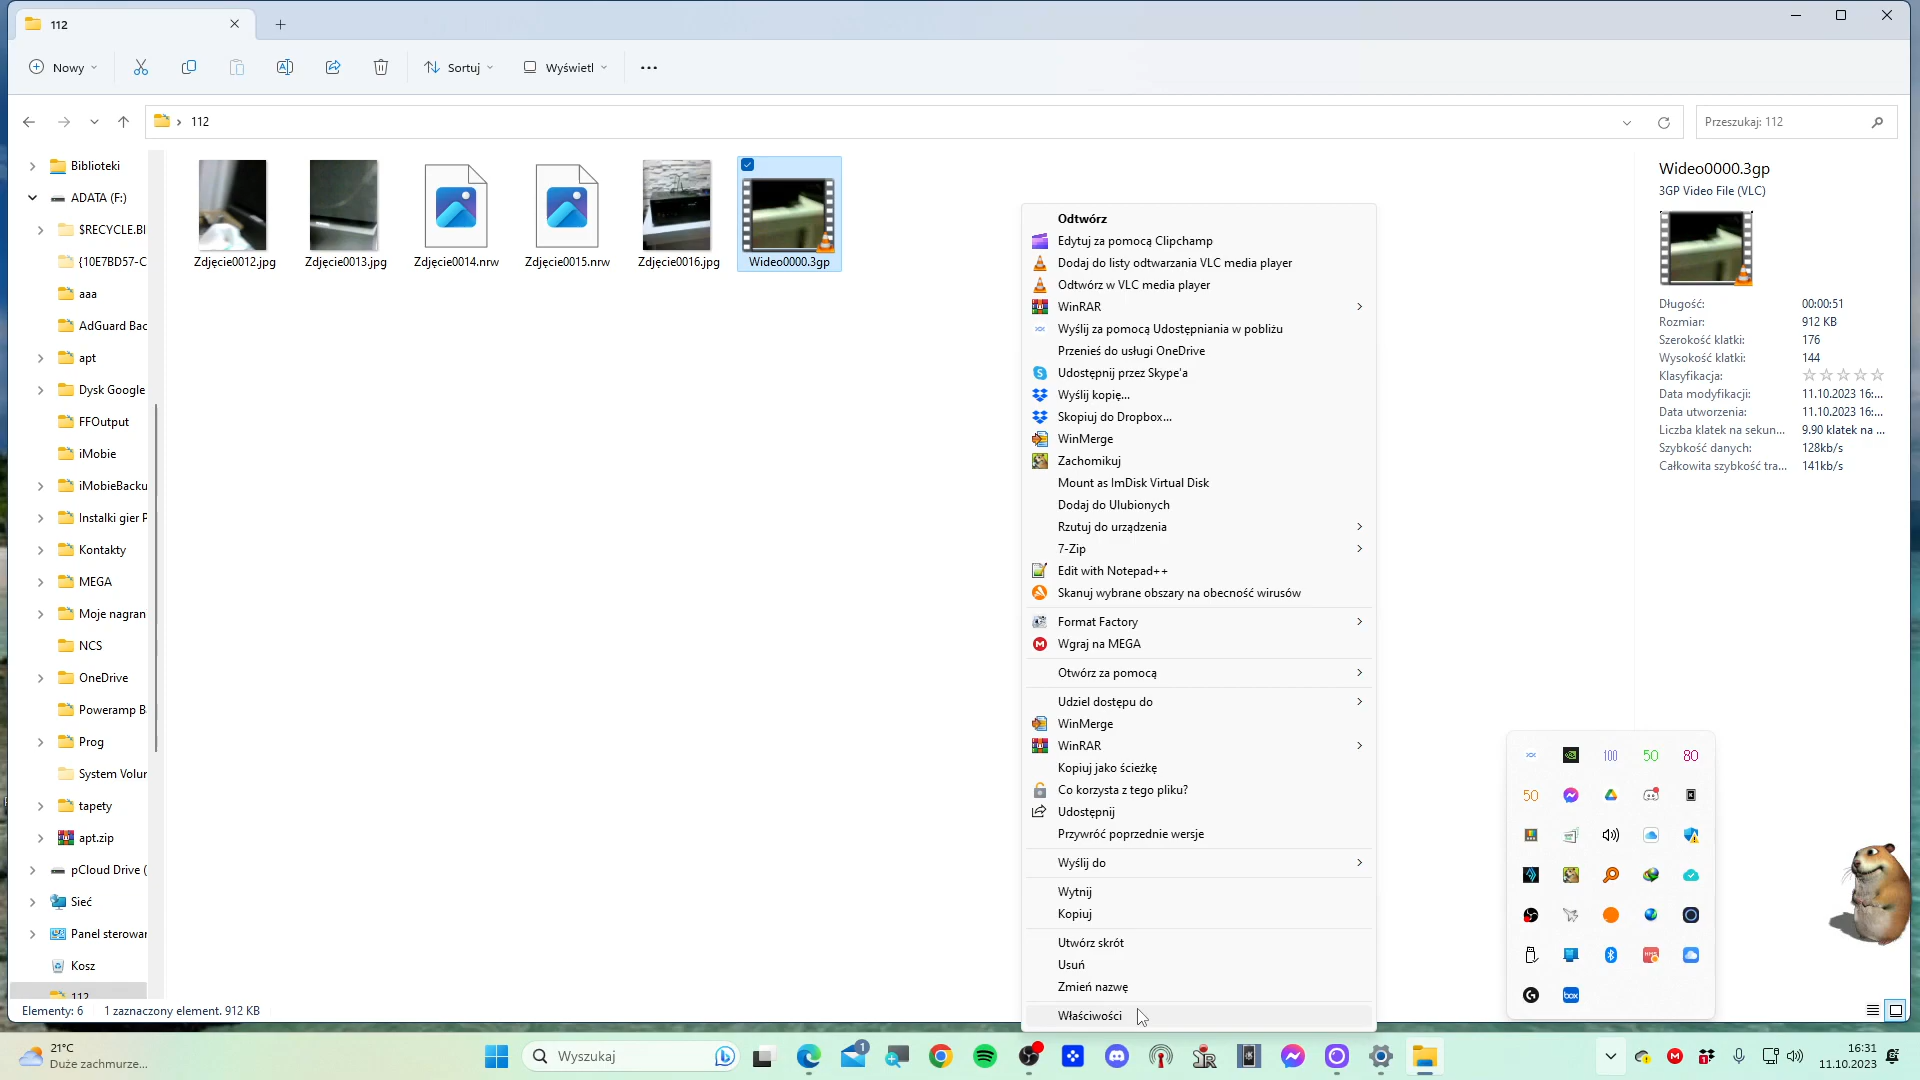 112
Nowy
Sortuj
Wyświetl
112
Przeszukaj: 112
Biblioteki
ADATA (F:)
$RECYCLE.BI
{10E7BD57-C
aaa
AdGuard Bac
apt
Dysk Google
FFOutput
iMobie
iMobieBacku
Instalki gier P
Kontakty
MEGA
Moje nagran
NCS
OneDrive
Poweramp B
Prog
System Volur
tapety
apt.zip
pCloud Drive (
Sieć
Panel sterowar
Kosz
112
Zdjęcie0012.jpg
Zdjęcie0013.jpg
Zdjęcie0014.nrw
Zdjęcie0015.nrw
Zdjęcie0016.jpg
Wideo0000.3gp
Odtwórz
Edytuj za pomocą Clipchamp
Dodaj do listy odtwarzania VLC media player
Odtwórz w VLC media player
WinRAR
Wyślij za pomocą Udostępniania w pobliżu
Przenieś do usługi OneDrive
Udostępnij przez Skype'a
Wyślij kopię...
Skopiuj do Dropbox...
WinMerge
Zachomikuj
Mount as ImDisk Virtual Disk
Dodaj do Ulubionych
Rzutuj do urządzenia
7-Zip
Edit with Notepad++
Skanuj wybrane obszary na obecność wirusów
Format Factory
Wgraj na MEGA
Otwórz za pomocą
Udziel dostępu do
WinMerge
WinRAR
Kopiuj jako ścieżkę
Co korzysta z tego pliku?
Udostępnij
Przywróć poprzednie wersje
Wyślij do
Wytnij
Kopiuj
Utwórz skrót
Usuń
Zmień nazwę
Właściwości
Wideo0000.3gp
3GP Video File (VLC)
Długość: 00:00:51
Rozmiar: 912 KB
Szerokość klatki: 176
Wysokość klatki: 144
Klasyfikacja:
Data modyfikacji: 11.10.2023 16:...
Data utworzenia: 11.10.2023 16:...
Liczba klatek na sekun... 9.90 klatek na ...
Szybkość danych: 128kb/s
Całkowita szybkość tra... 141kb/s
100 50 80
50
box
Elementy: 6 1 zaznaczony element. 912 KB
21°C
Duże zachmurze...
Wyszukaj
1
16:31
11.10.2023